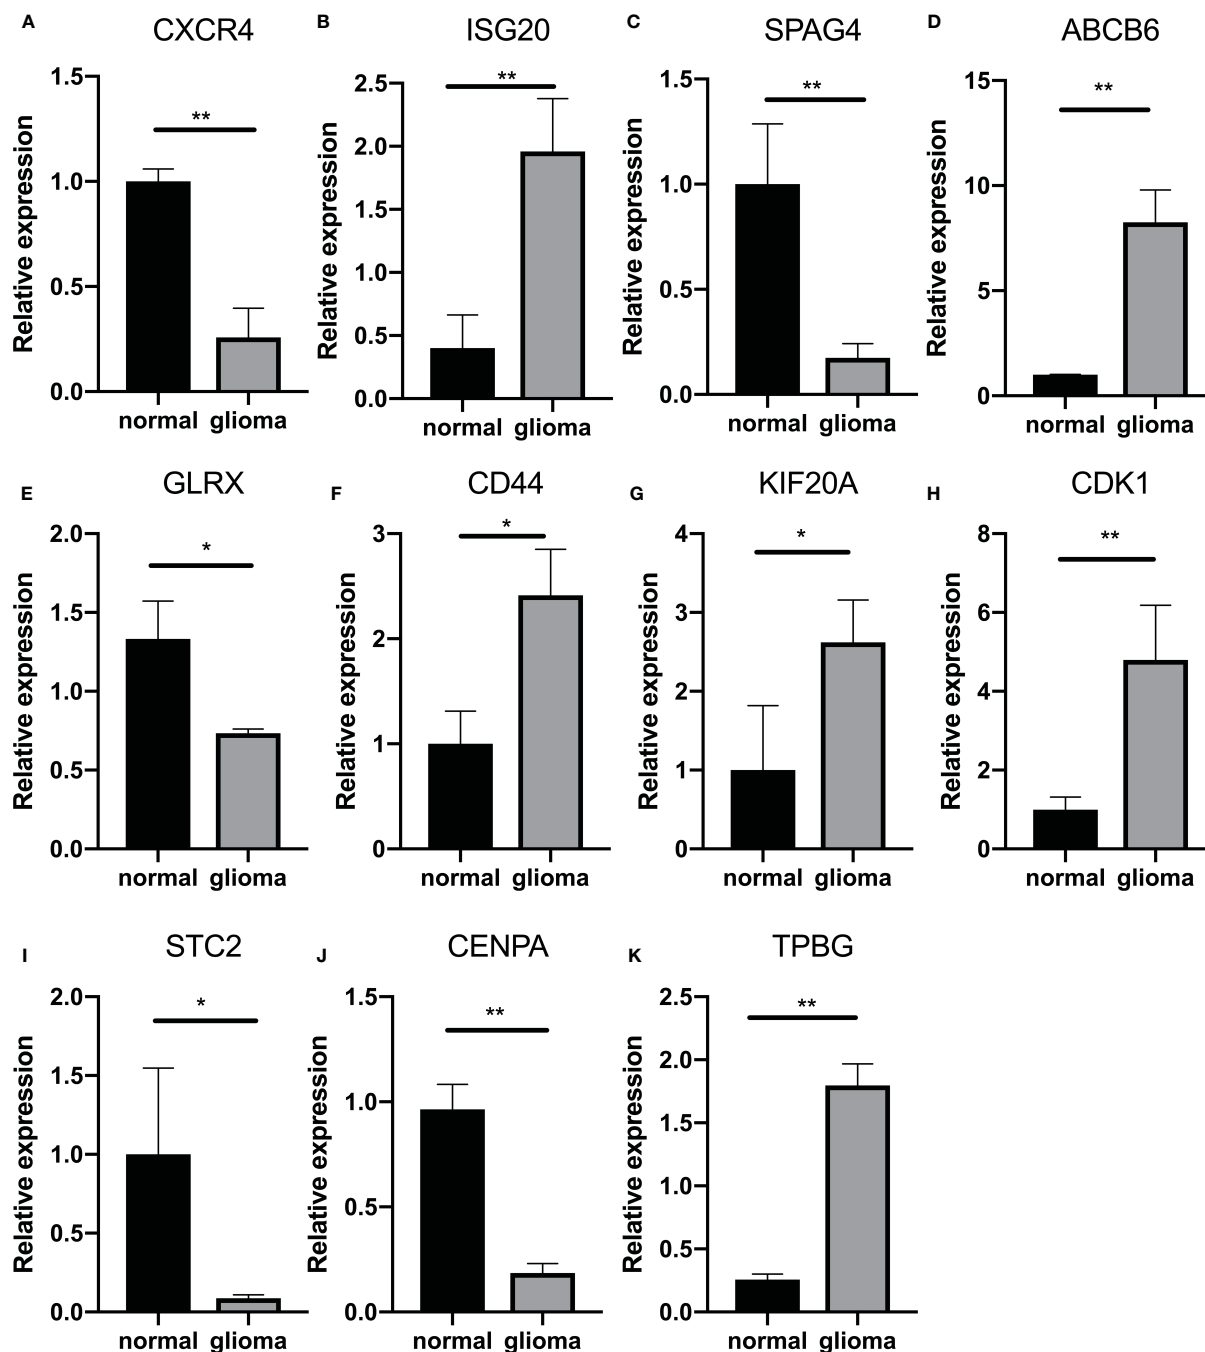 A CXCR4
B ISG20
C SPAG4
D ABCB6
Relative expression
1.5
1.0
0.5
0.0
**
normal glioma
Relative expression
2.5
2.0
1.5
1.0
0.5
0.0
**
normal glioma
Relative expression
1.5
1.0
0.5
0.0
**
normal glioma
Relative expression
15
10
5
0
**
normal glioma
E GLRX
F CD44
G KIF20A
H CDK1
Relative expression
2.0
1.5
1.0
0.5
0.0
*
normal glioma
Relative expression
3
2
1
0
*
normal glioma
Relative expression
4
3
2
1
0
*
normal glioma
Relative expression
8
6
4
2
0
**
normal glioma
I STC2
J CENPA
K TPBG
Relative expression
2.0
1.5
1.0
0.5
0.0
*
normal glioma
Relative expression
1.5
1.0
0.5
0.0
**
normal glioma
Relative expression
2.5
2.0
1.5
1.0
0.5
0.0
**
normal glioma